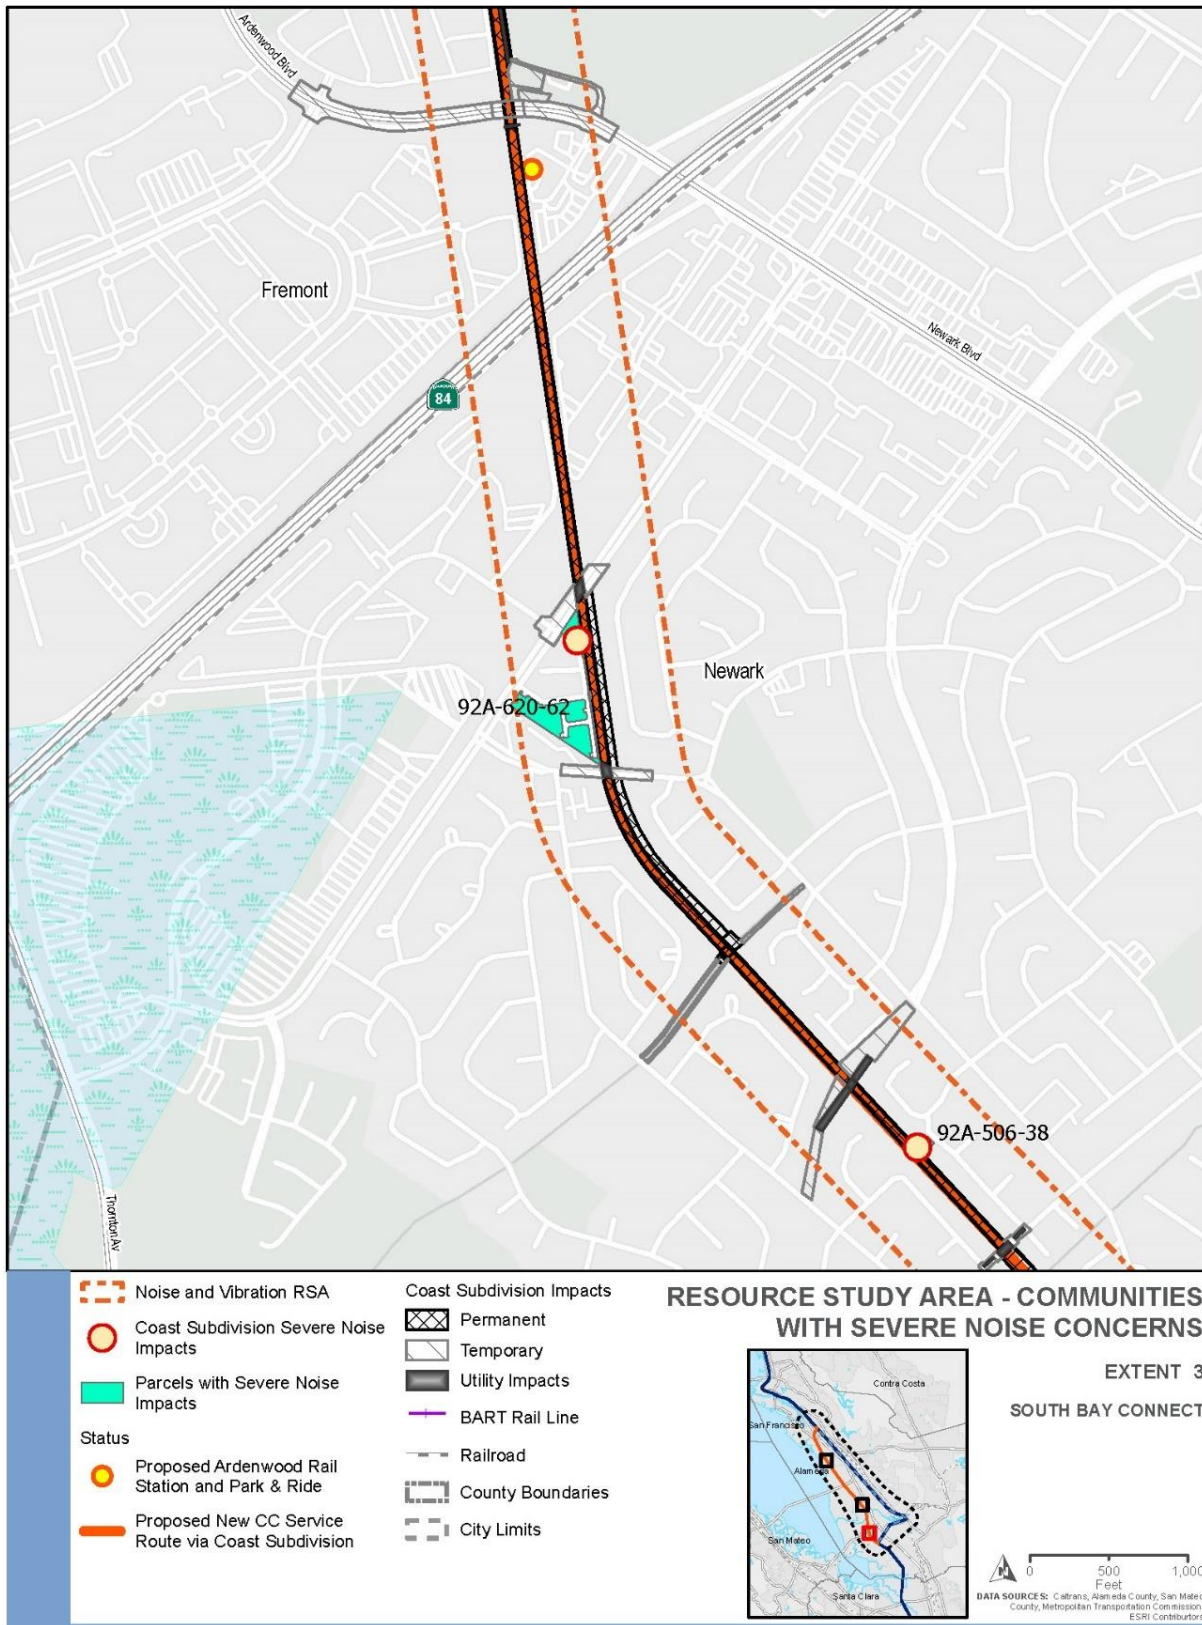 Ardenwood Blvd
Fremont
84
Newark Blvd
Newark
92A-620-62
92A-506-38
Thornton Av
Noise and Vibration RSA
Coast Subdivision Severe Noise
Impacts
Parcels with Severe Noise
Impacts
Status
Proposed Ardenwood Rail
Station and Park & Ride
Proposed New CC Service
Route via Coast Subdivision
Coast Subdivision Impacts
Permanent
Temporary
Utility Impacts
BART Rail Line
Railroad
County Boundaries
City Limits
RESOURCE STUDY AREA - COMMUNITIES
WITH SEVERE NOISE CONCERNS
EXTENT 3
SOUTH BAY CONNECT
Contra Costa
San Francisco
Alameda
San Mateo
Santa Clara
N
0 500 1,000
Feet
DATA SOURCES: Caltrans, Alameda County, San Mateo
County, Metropolitan Transportation Commission
ESRI Contributors